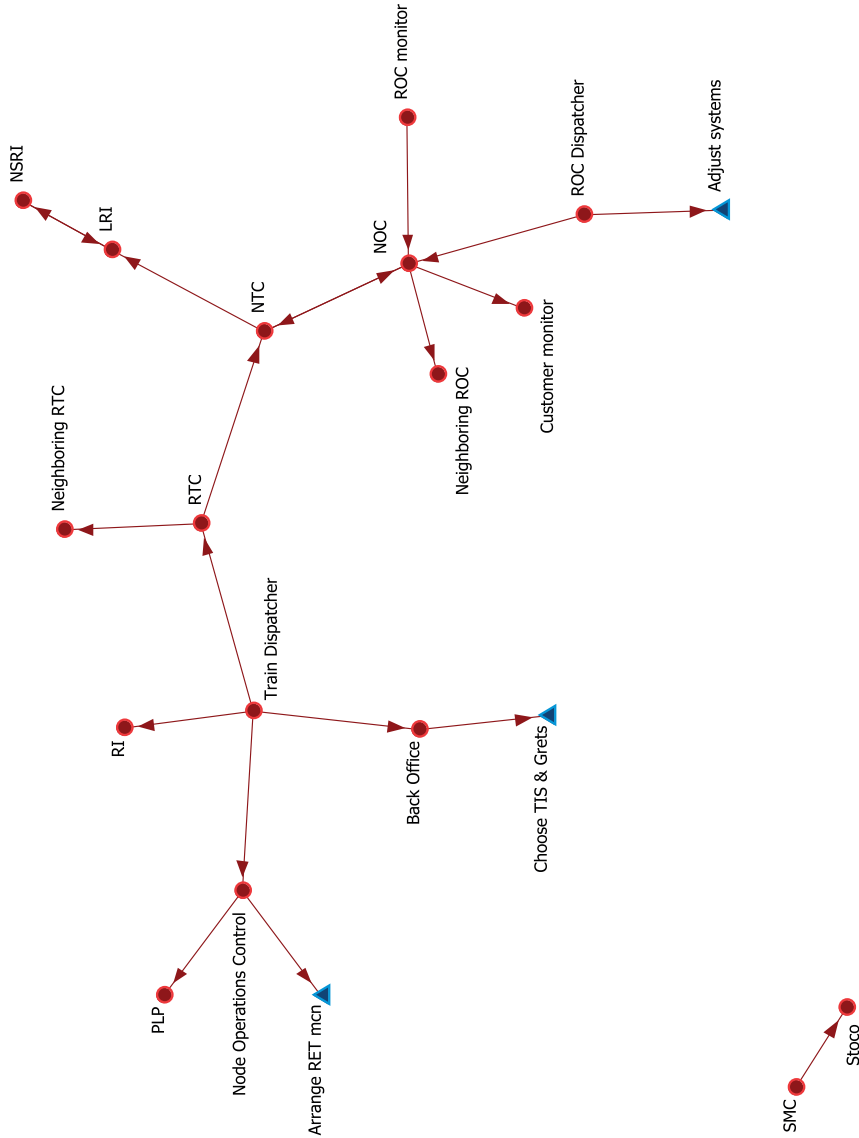 ROC monitor
NSRI
ROC Dispatcher
Adjust systems
LRI
NOC
NTC
Customer monitor
Neighboring RTC
Neighboring ROC
RTC
Train Dispatcher
RI
Back Office
Choose TIS & Grets
Node Operations Control
PLP
Arrange RET mcn
Stoco
SMC